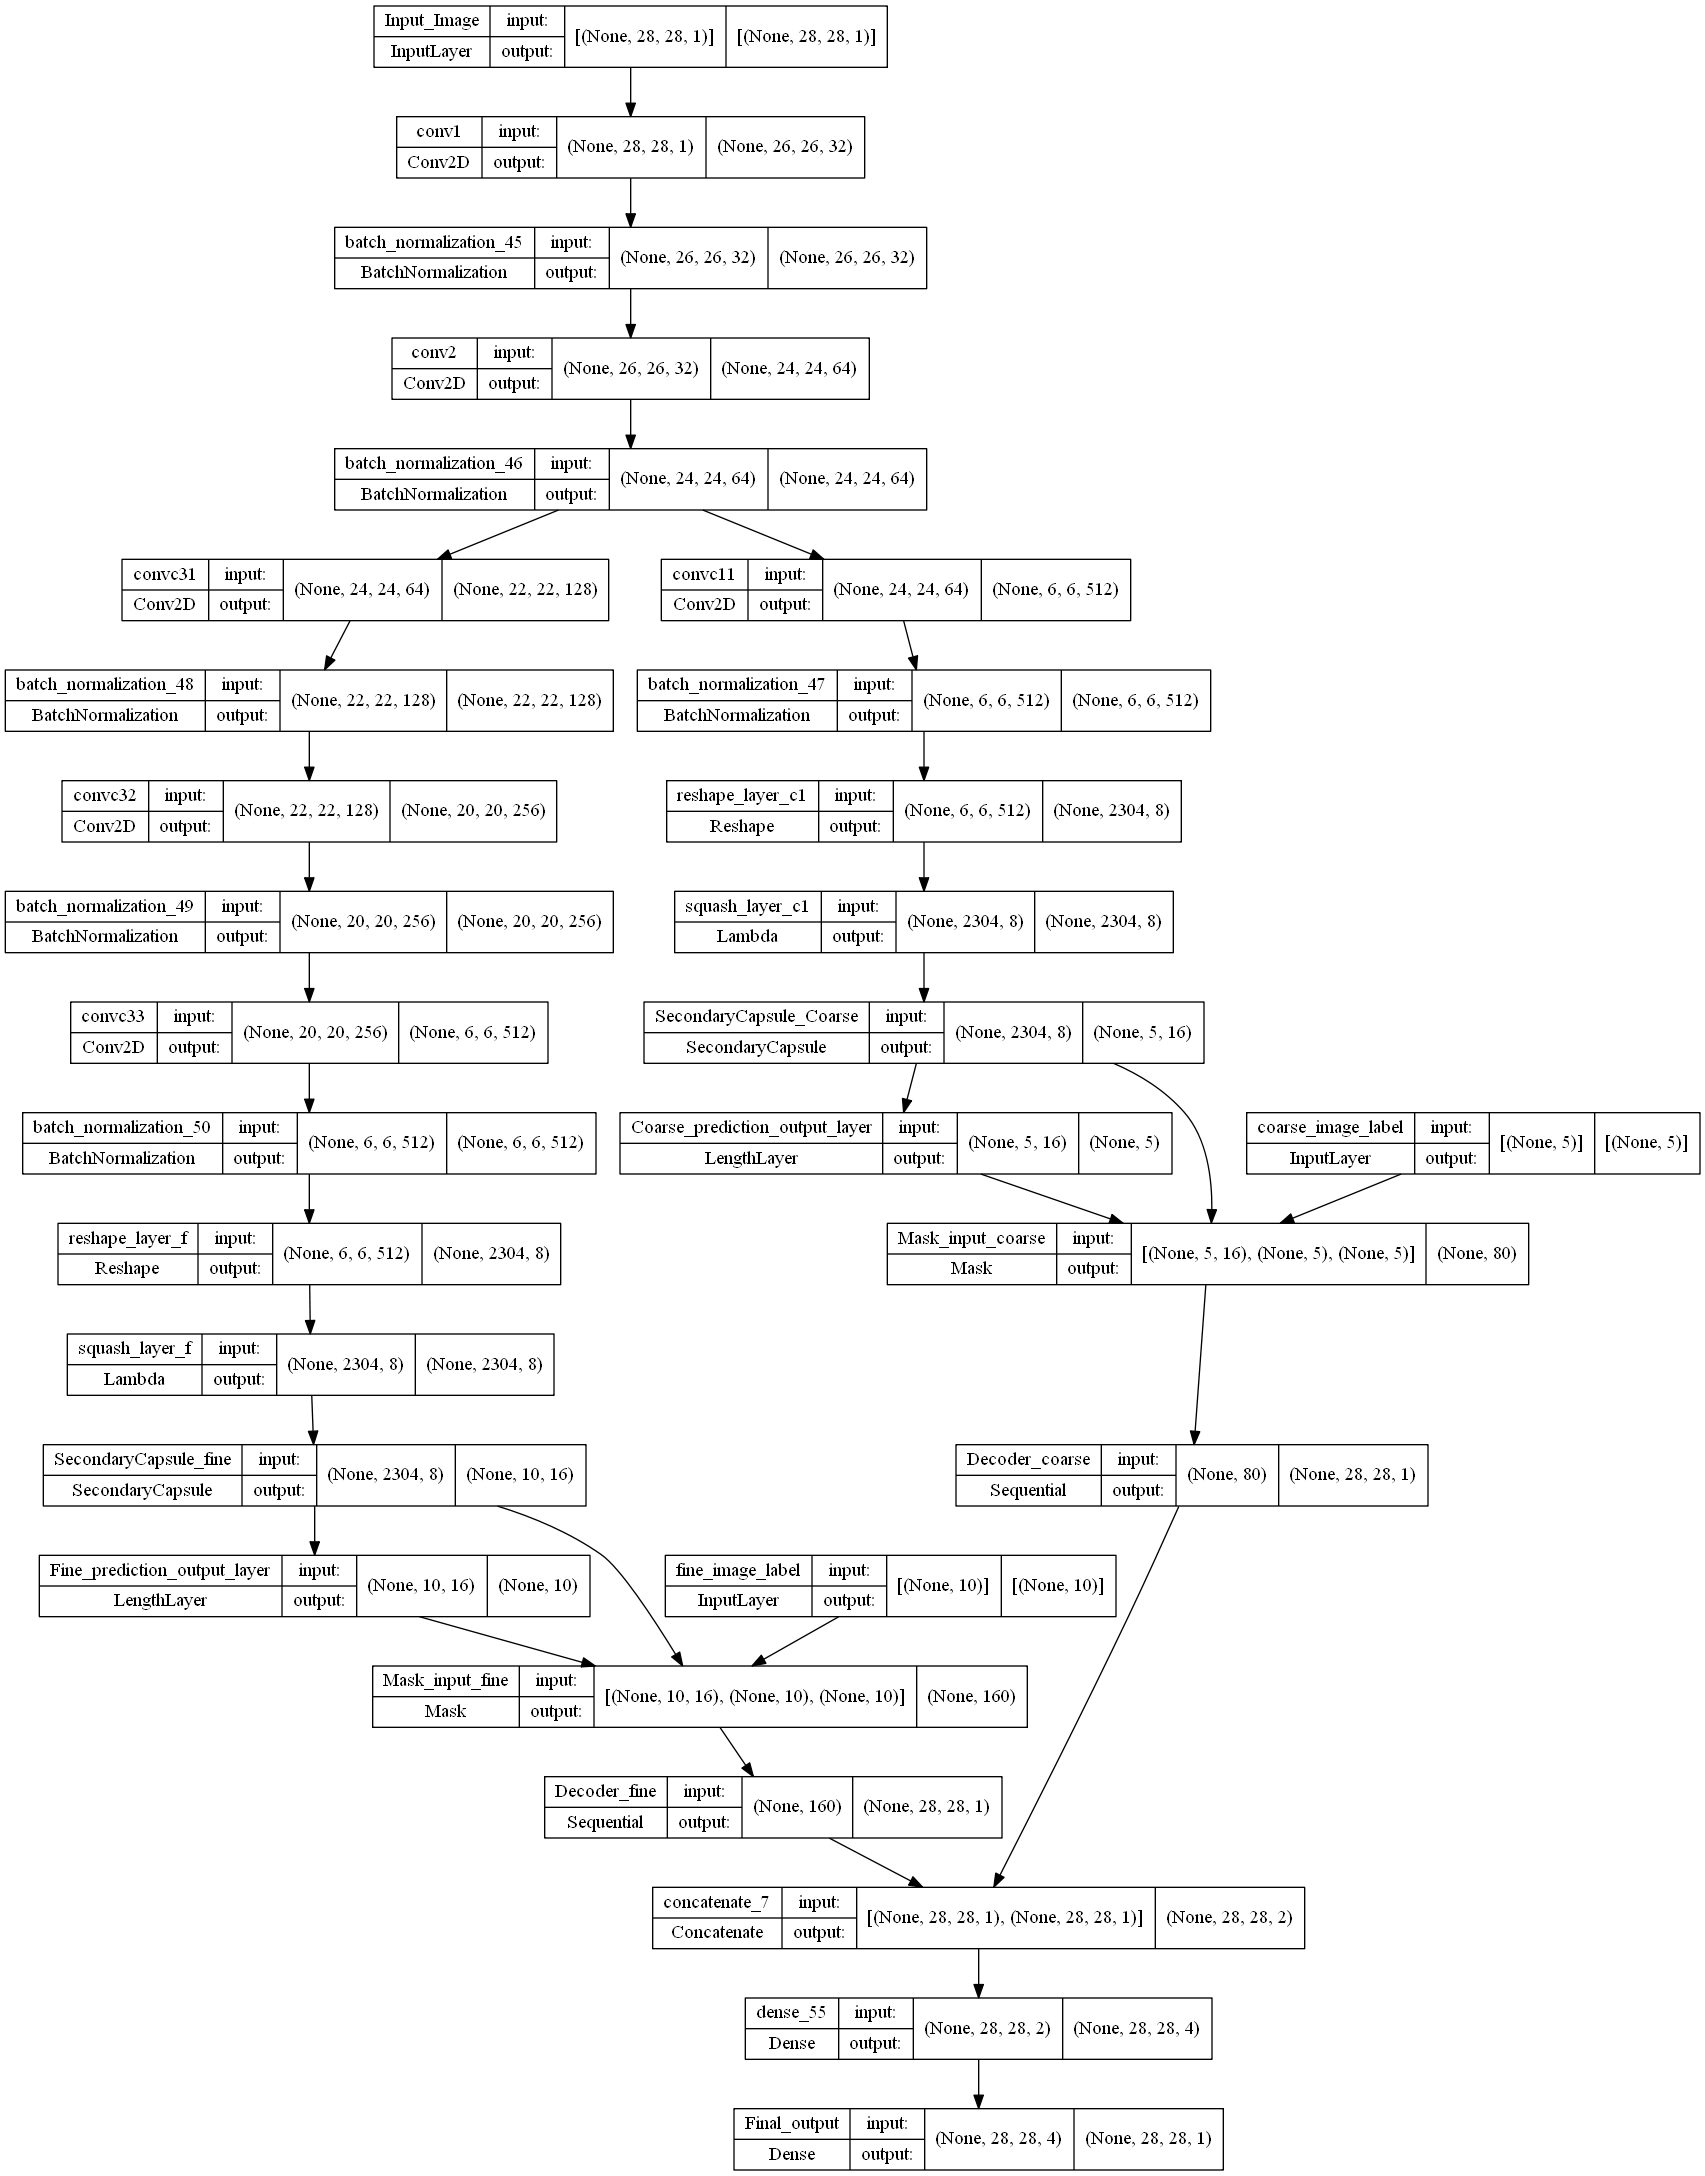 Input_Image input: [(None, 28, 28, 1)] [(None, 28, 28, 1)]
InputLayer output:
conv1 input: (None, 28, 28, 1) (None, 26, 26, 32)
Conv2D output:
batch_normalization_45 input: (None, 26, 26, 32) (None, 26, 26, 32)
BatchNormalization output:
conv2 input: (None, 26, 26, 32) (None, 24, 24, 64)
Conv2D output:
batch_normalization_46 input: (None, 24, 24, 64) (None, 24, 24, 64)
BatchNormalization output:
convc31 input: (None, 24, 24, 64) (None, 22, 22, 128)
Conv2D output:
convc11 input: (None, 24, 24, 64) (None, 6, 6, 512)
Conv2D output:
batch_normalization_48 input: (None, 22, 22, 128) (None, 22, 22, 128)
BatchNormalization output:
batch_normalization_47 input: (None, 6, 6, 512) (None, 6, 6, 512)
BatchNormalization output:
convc32 input: (None, 22, 22, 128) (None, 20, 20, 256)
Conv2D output:
reshape_layer_c1 input: (None, 6, 6, 512) (None, 2304, 8)
Reshape output:
batch_normalization_49 input: (None, 20, 20, 256) (None, 20, 20, 256)
BatchNormalization output:
squash_layer_c1 input: (None, 2304, 8) (None, 2304, 8)
Lambda output:
convc33 input: (None, 20, 20, 256) (None, 6, 6, 512)
Conv2D output:
SecondaryCapsule_Coarse input: (None, 2304, 8) (None, 5, 16)
SecondaryCapsule output:
batch_normalization_50 input: (None, 6, 6, 512) (None, 6, 6, 512)
BatchNormalization output:
Coarse_prediction_output_layer input: (None, 5, 16) (None, 5)
LengthLayer output:
coarse_image_label input: [(None, 5)] [(None, 5)]
InputLayer output:
reshape_layer_f input: (None, 6, 6, 512) (None, 2304, 8)
Reshape output:
Mask_input_coarse input: [(None, 5, 16), (None, 5), (None, 5)] (None, 80)
Mask output:
squash_layer_f input: (None, 2304, 8) (None, 2304, 8)
Lambda output:
SecondaryCapsule_fine input: (None, 2304, 8) (None, 10, 16)
SecondaryCapsule output:
Decoder_coarse input: (None, 80) (None, 28, 28, 1)
Sequential output:
Fine_prediction_output_layer input: (None, 10, 16) (None, 10)
LengthLayer output:
fine_image_label input: [(None, 10)] [(None, 10)]
InputLayer output:
Mask_input_fine input: [(None, 10, 16), (None, 10), (None, 10)] (None, 160)
Mask output:
Decoder_fine input: (None, 160) (None, 28, 28, 1)
Sequential output:
concatenate_7 input: [(None, 28, 28, 1), (None, 28, 28, 1)] (None, 28, 28, 2)
Concatenate output:
dense_55 input: (None, 28, 28, 2) (None, 28, 28, 4)
Dense output:
Final_output input: (None, 28, 28, 4) (None, 28, 28, 1)
Dense output: